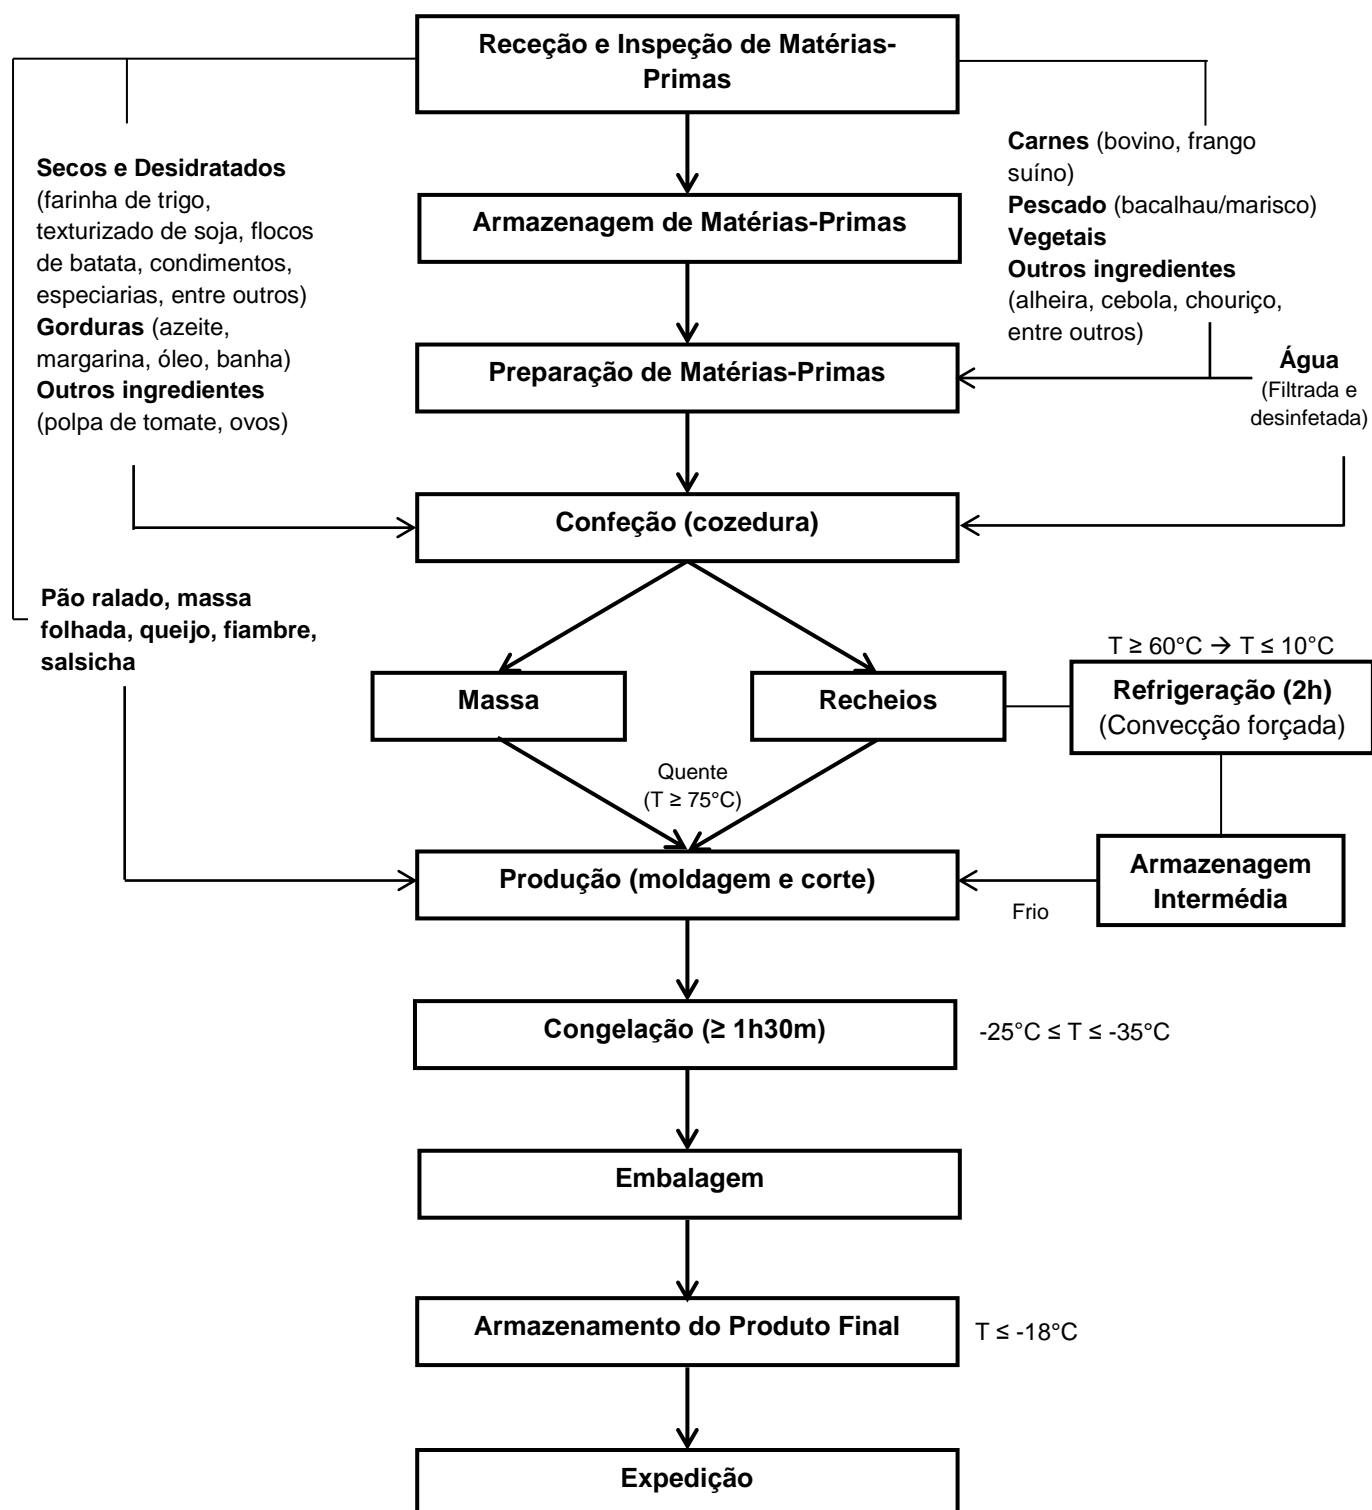 Receção e Inspeção de Matérias-
Primas
Secos e Desidratados
(farinha de trigo,
texturizado de soja, flocos
de batata, condimentos,
especiarias, entre outros)
Gorduras (azeite,
margarina, óleo, banha)
Outros ingredientes
(polpa de tomate, ovos)
Carnes (bovino, frango
suíno)
Pescado (bacalhau/marisco)
Vegetais
Outros ingredientes
(alheira, cebola, chouriço,
entre outros)
Armazenagem de Matérias-Primas
Preparação de Matérias-Primas
Água
(Filtrada e
desinfetada)
Confeção (cozedura)
Pão ralado, massa
folhada, queijo, fiambre,
salsicha
Massa
Recheios
T ≥ 60°C → T ≤ 10°C
Refrigeração (2h)
(Convecção forçada)
Quente
(T ≥ 75°C)
Produção (moldagem e corte)
Armazenagem
Intermédia
Frio
Congelação (≥ 1h30m)
-25°C ≤ T ≤ -35°C
Embalagem
Armazenamento do Produto Final
T ≤ -18°C
Expedição